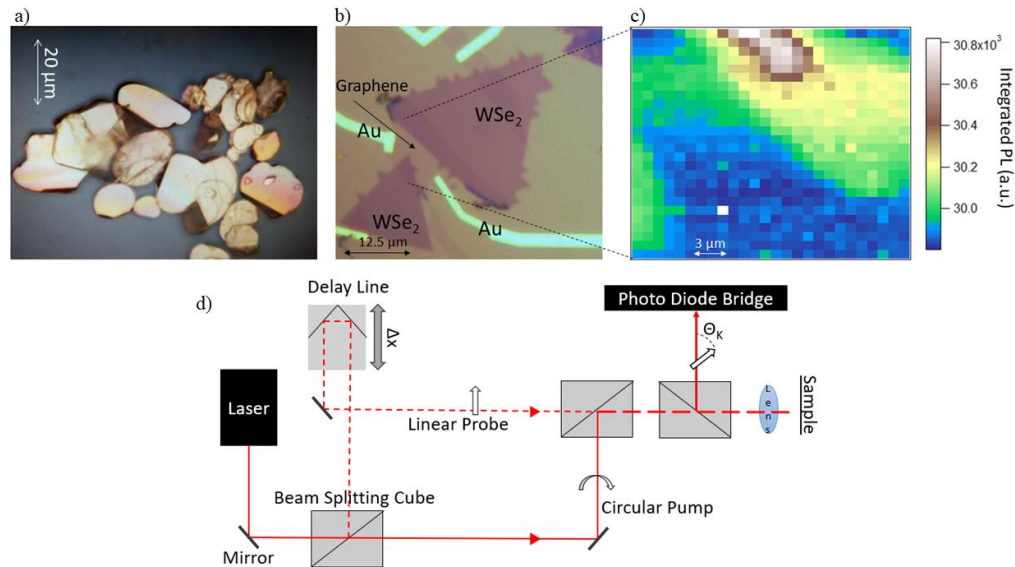 a)
20 µm
b)
Graphene
Au
WSe2
WSe2
Au
12.5 µm
c)
3 µm
30.8x10³
30.6
30.4
30.2
30.0
Integrated PL (a.u.)
d)
Delay Line
Δx
Photo Diode Bridge
ΘK
Laser
Linear Probe
Lens
Sample
Beam Splitting Cube
Circular Pump
Mirror